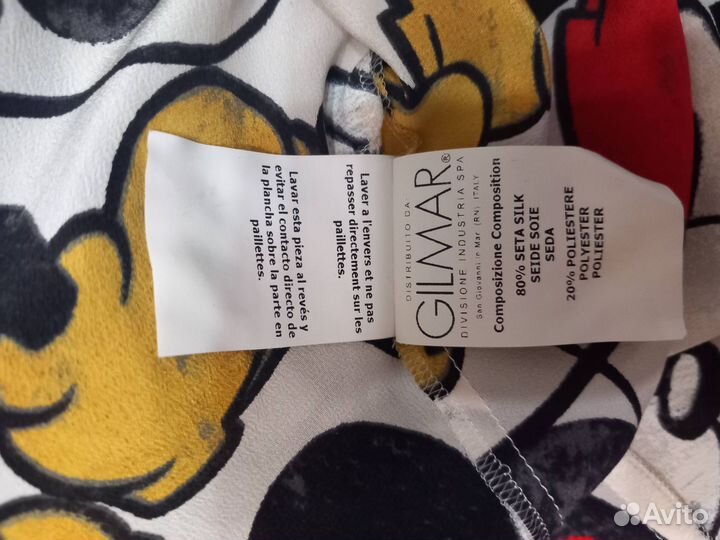 Laver a l'envers et ne pas
repasser directement sur les
paillettes.
Lavar esta pieza al revés y
evitar el contacto directo de
la plancha sobre la parte en
paillettes.
DISTRIBUITO DA:
GILMAR®
DIVISIONE INDUSTRIA SPA
San Giovanni in Mar (RN) ITALY
Composizione Composition
80% SETA SILK
SEIDE SOIE
SEDA
20% POLIESTERE
POLYESTER
POLIESTER
Avito